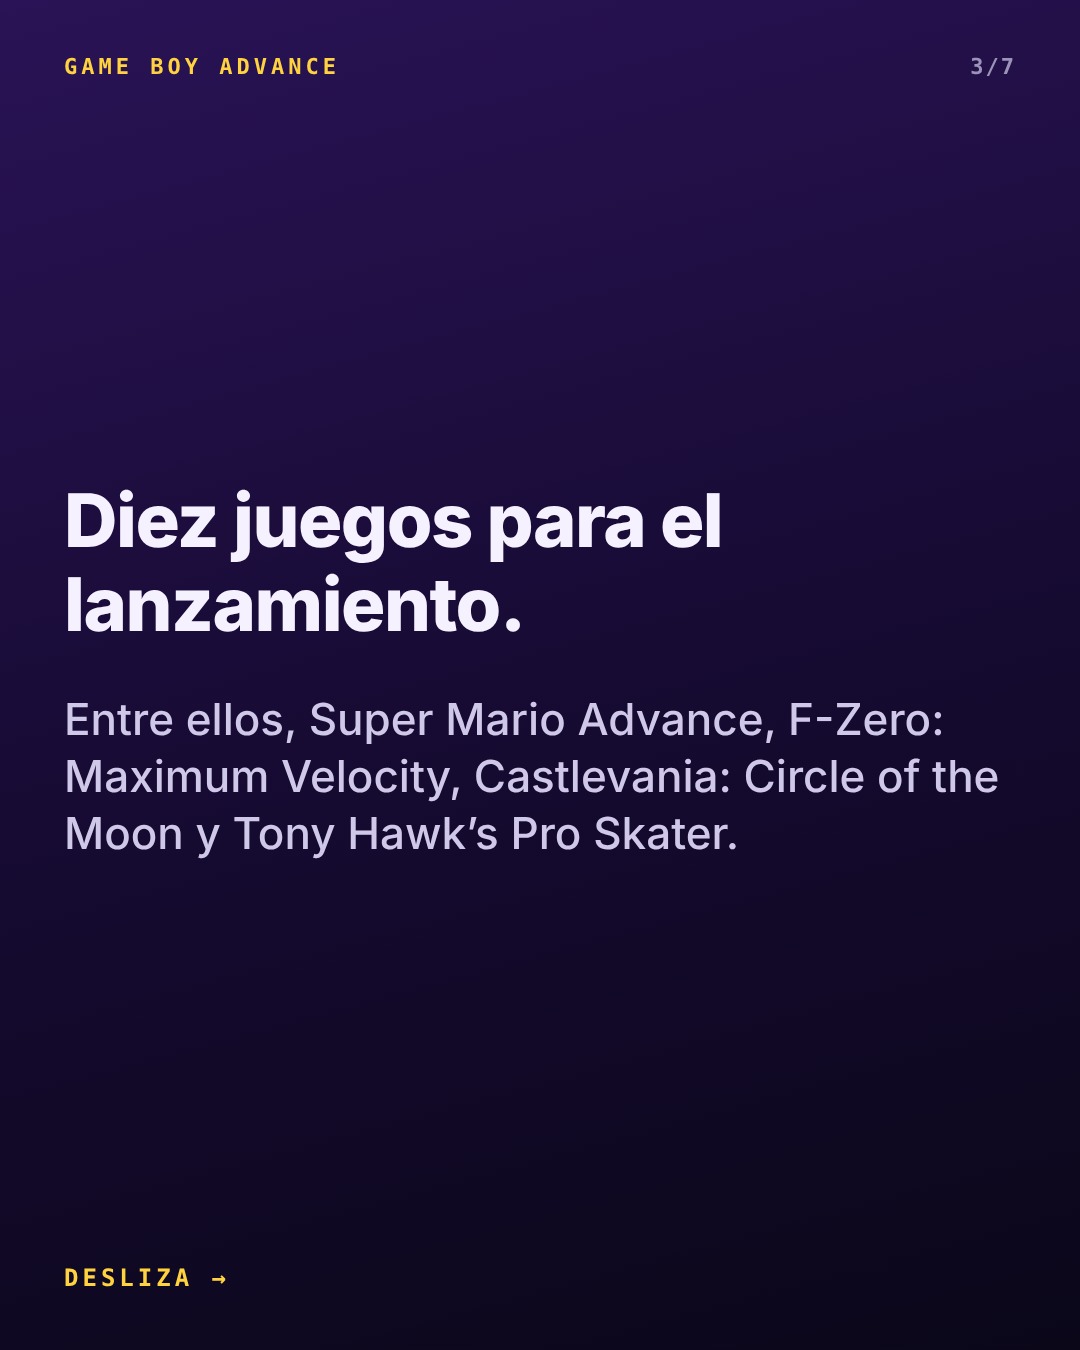 GAME BOY ADVANCE
3/7
Diez juegos para el
lanzamiento.
Entre ellos, Super Mario Advance, F-Zero:
Maximum Velocity, Castlevania: Circle of the
Moon y Tony Hawk’s Pro Skater.
DESLIZA →